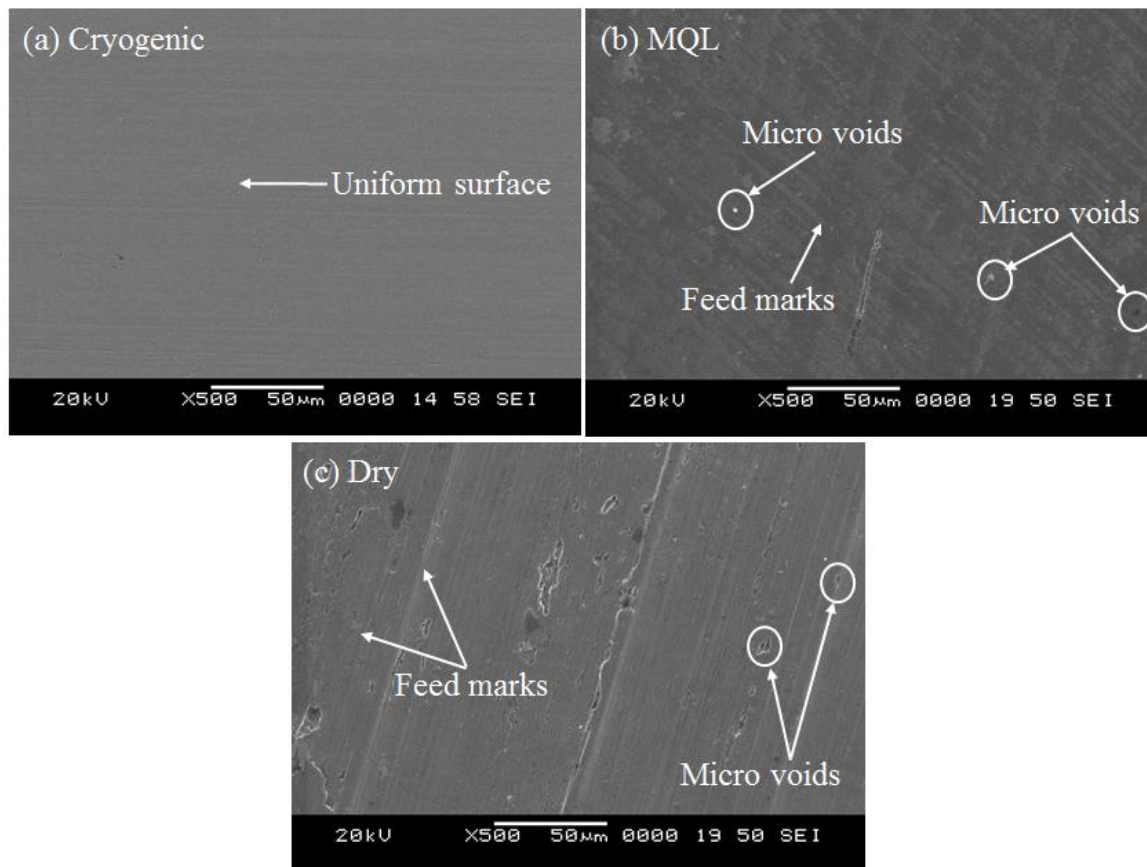 (a) Cryogenic
Uniform surface
20kV X500 50µm 0000 14 58 SEI
(b) MQL
Micro voids
Micro voids
Feed marks
20kV X500 50µm 0000 19 50 SEI
(c) Dry
Feed marks
Micro voids
20kV X500 50µm 0000 19 50 SEI